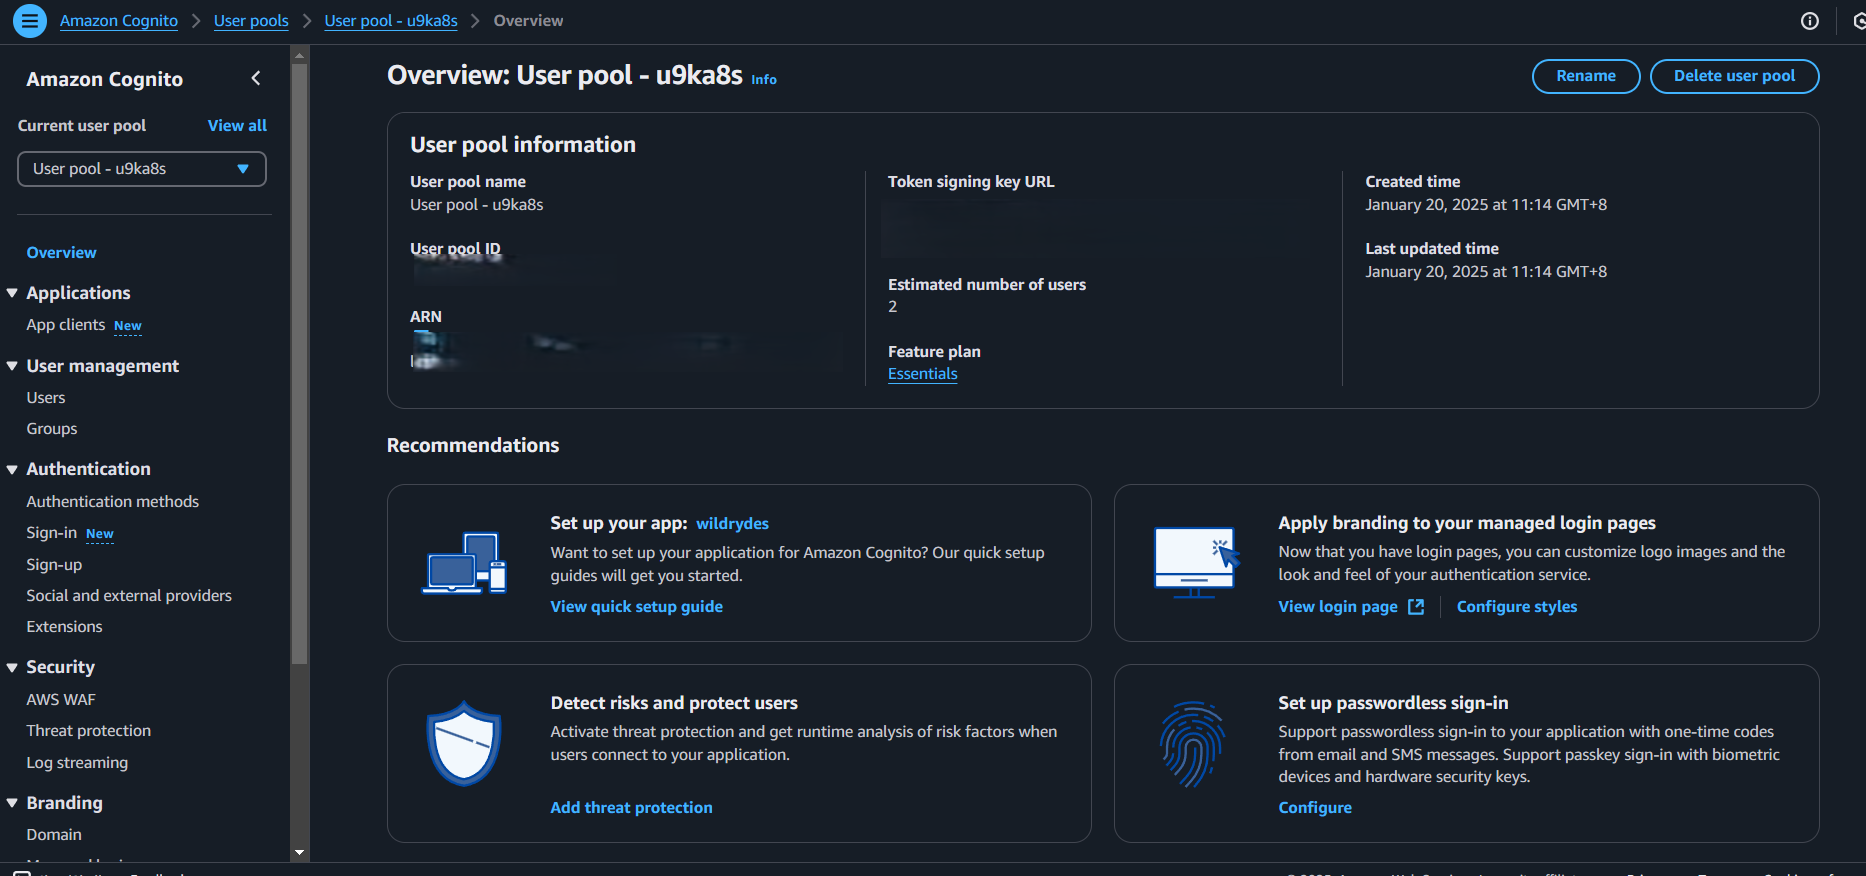 Amazon Cognito > User pools > User pool - u9ka8s > Overview
Amazon Cognito
Current user pool View all
User pool - u9ka8s
Overview
Applications
App clients New
User management
Users
Groups
Authentication
Authentication methods
Sign-in New
Sign-up
Social and external providers
Extensions
Security
AWS WAF
Threat protection
Log streaming
Branding
Domain
Overview: User pool - u9ka8s Info
Rename
Delete user pool
User pool information
User pool name
User pool - u9ka8s
User pool ID
ARN
Token signing key URL
Estimated number of users
2
Feature plan
Essentials
Created time
January 20, 2025 at 11:14 GMT+8
Last updated time
January 20, 2025 at 11:14 GMT+8
Recommendations
Set up your app: wildrydes
Want to set up your application for Amazon Cognito? Our quick setup
guides will get you started.
View quick setup guide
Apply branding to your managed login pages
Now that you have login pages, you can customize logo images and the
look and feel of your authentication service.
View login page
Configure styles
Detect risks and protect users
Activate threat protection and get runtime analysis of risk factors when
users connect to your application.
Add threat protection
Set up passwordless sign-in
Support passwordless sign-in to your application with one-time codes
from email and SMS messages. Support passkey sign-in with biometric
devices and hardware security keys.
Configure